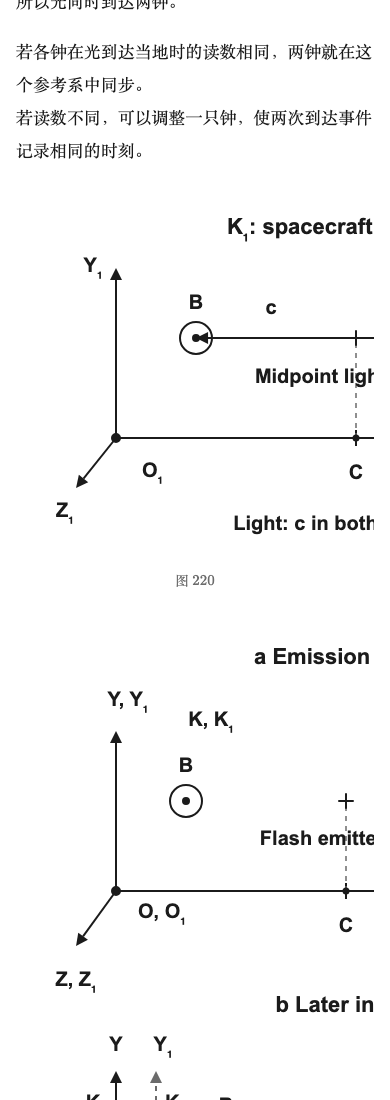 所以光同时到达两钟。
若各钟在光到达当地时的读数相同，两钟就在这
个参考系中同步。
若读数不同，可以调整一只钟，使两次到达事件
记录相同的时刻。
K₁: spacecraft
Y₁
B
c
Midpoint ligh
O₁
C
Z₁
Light: c in both
图 220
a Emission
Y, Y₁
K, K₁
B
Flash emitte
O, O₁
C
Z, Z₁
b Later in
Y Y₁
K K